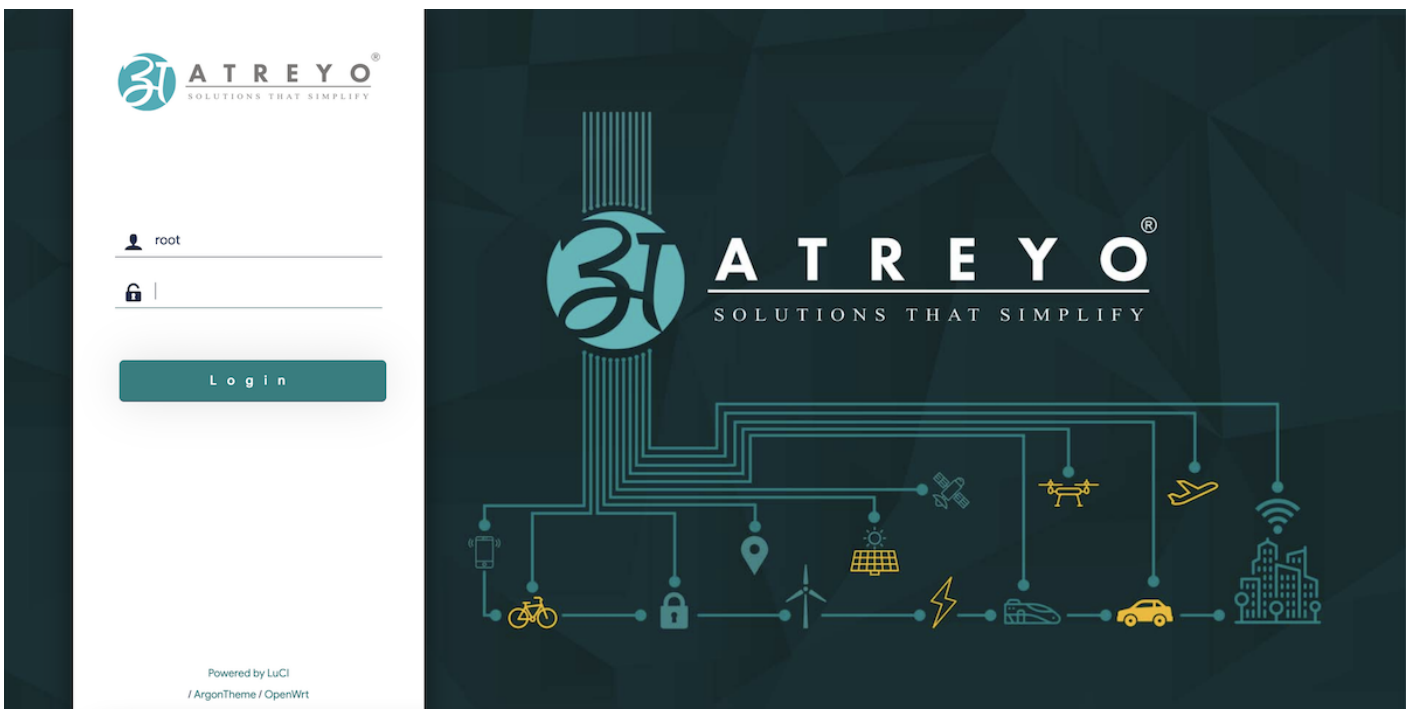 अ
ATREYO®
SOLUTIONS THAT SIMPLIFY
root
Login
Powered by LuCI
/ ArgonTheme / OpenWrt
अ
ATREYO®
SOLUTIONS THAT SIMPLIFY